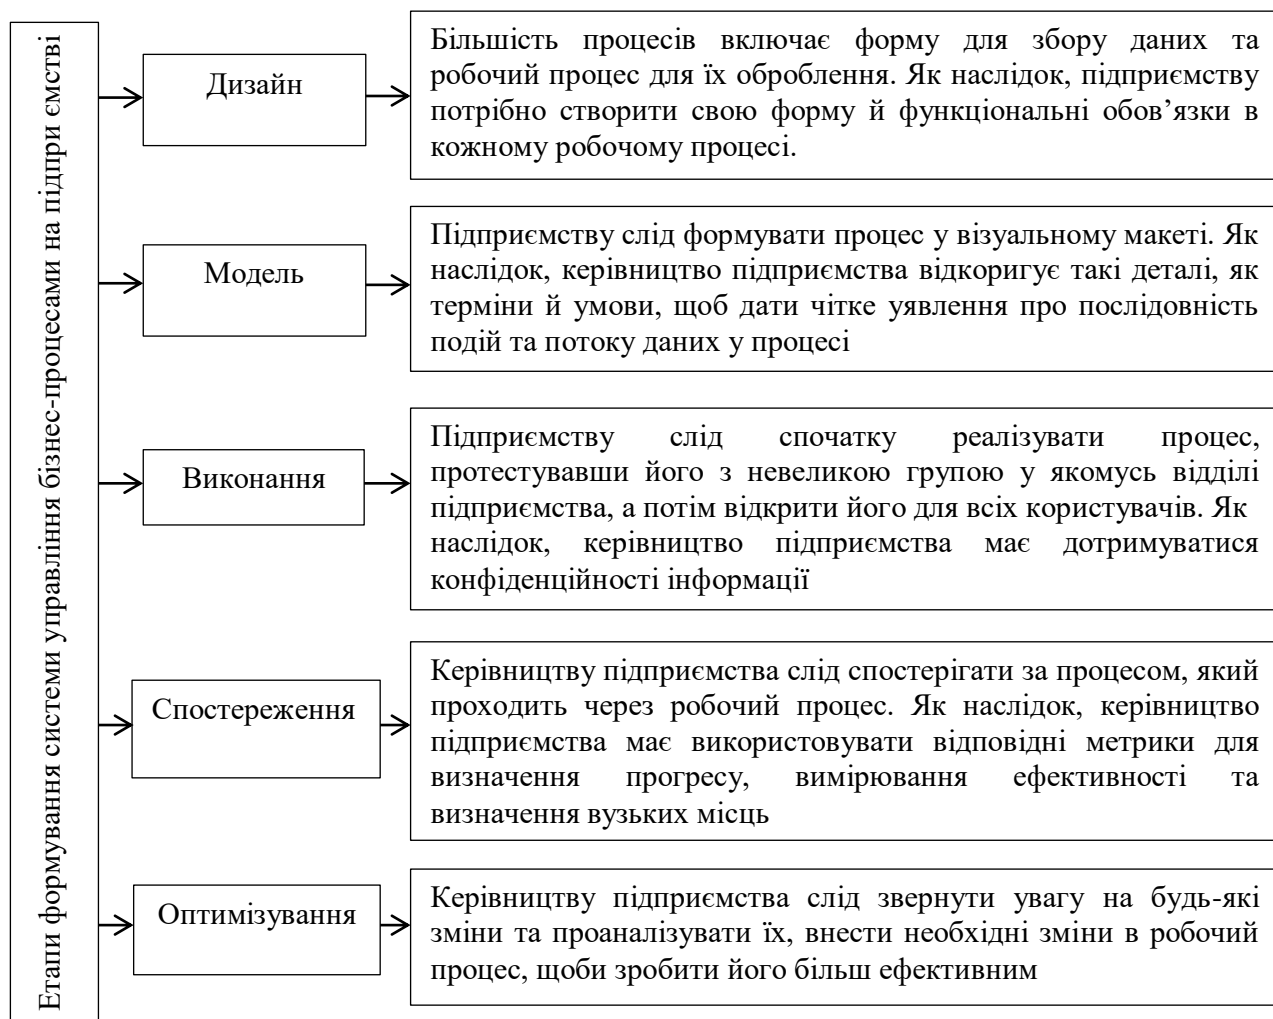 Етапи формування системи управління бізнес-процесами на підпри ємстві
Дизайн
Більшість процесів включає форму для збору даних та
робочий процес для їх оброблення. Як наслідок, підприємству
потрібно створити свою форму й функціональні обов’язки в
кожному робочому процесі.
Модель
Підприємству слід формувати процес у візуальному макеті. Як
наслідок, керівництво підприємства відкоригує такі деталі, як
терміни й умови, щоб дати чітке уявлення про послідовність
подій та потоку даних у процесі
Виконання
Підприємству слід спочатку реалізувати процес,
протестувавши його з невеликою групою у якомусь відділі
підприємства, а потім відкрити його для всіх користувачів. Як
наслідок, керівництво підприємства має дотримуватися
конфіденційності інформації
Спостереження
Керівництву підприємства слід спостерігати за процесом, який
проходить через робочий процес. Як наслідок, керівництво
підприємства має використовувати відповідні метрики для
визначення прогресу, вимірювання ефективності та
визначення вузьких місць
Оптимізування
Керівництву підприємства слід звернути увагу на будь-які
зміни та проаналізувати їх, внести необхідні зміни в робочий
процес, щоби зробити його більш ефективним